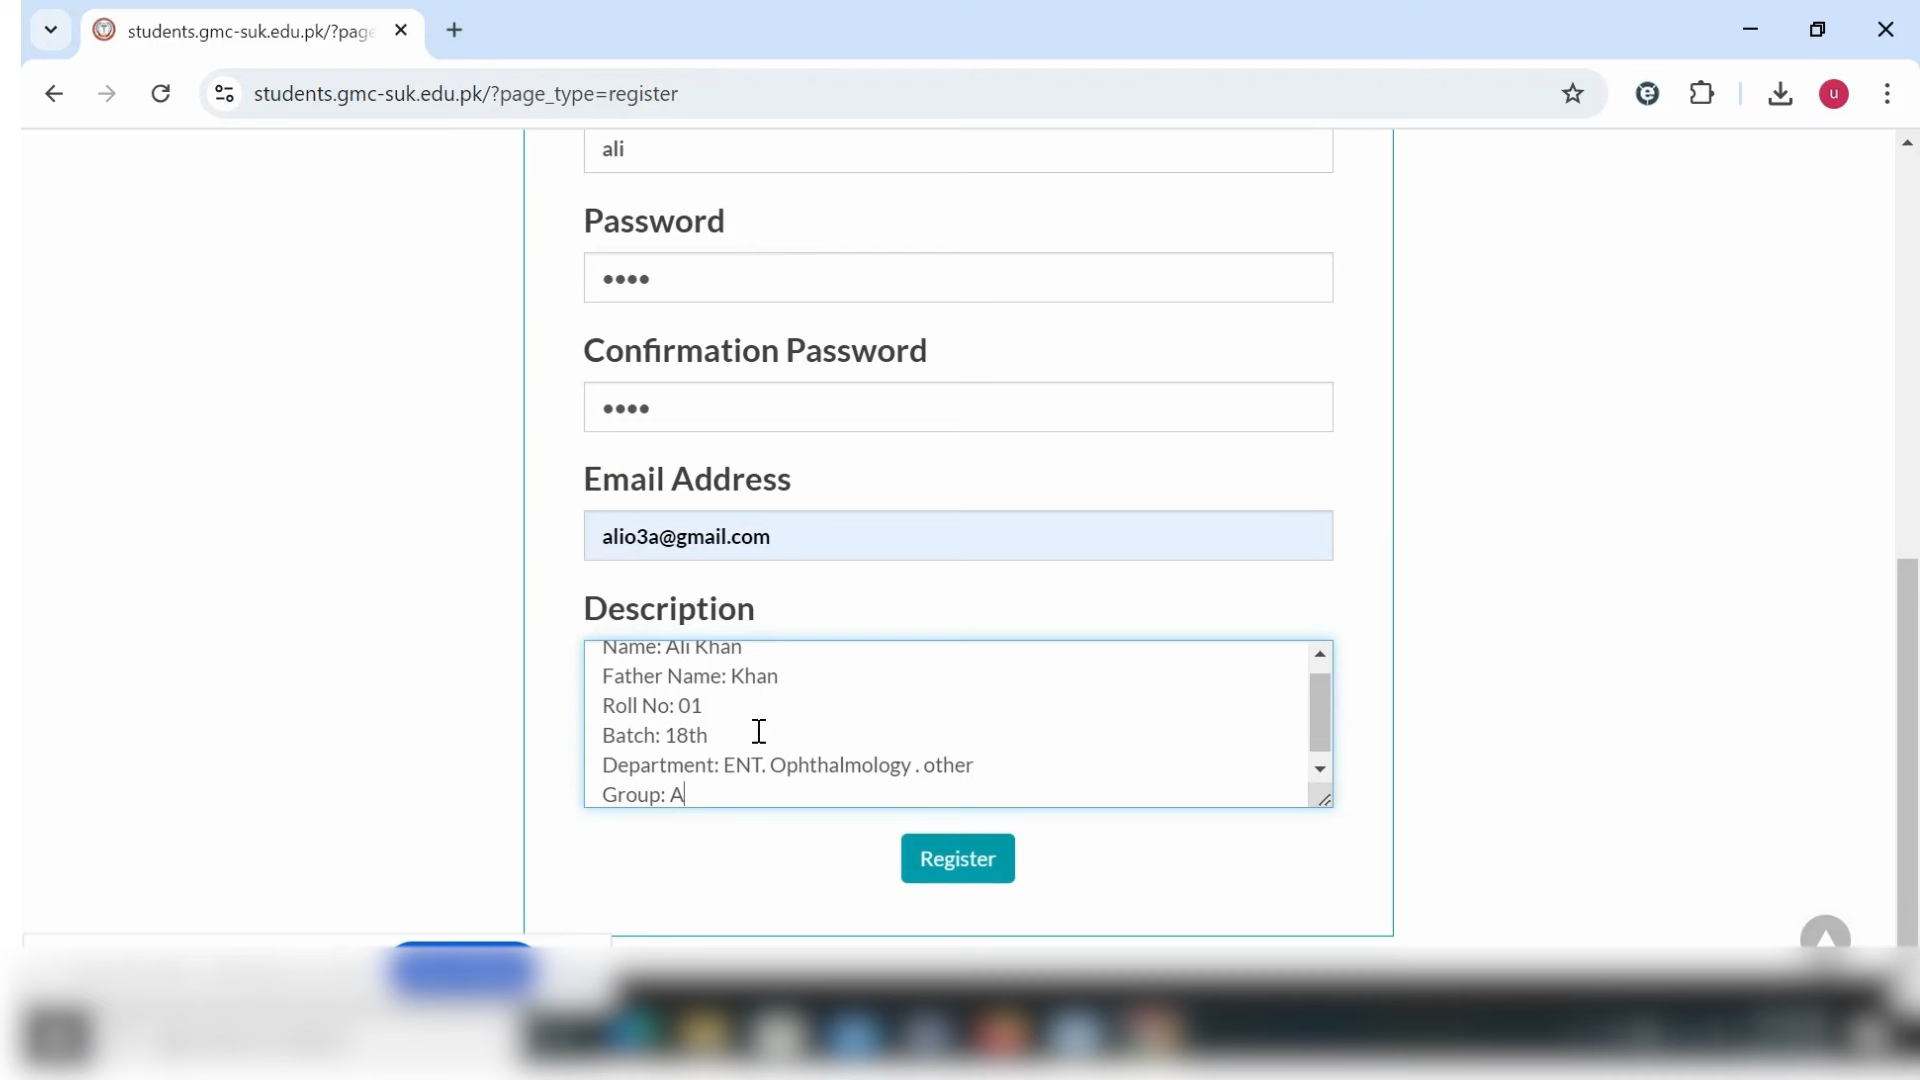 students.gmc-suk.edu.pk/?page
students.gmc-suk.edu.pk/?page_type=register
u
ali
Password
••••
Confirmation Password
••••
Email Address
alio3a@gmail.com
Description
Name: Ali Khan
Father Name: Khan
Roll No: 01
Batch: 18th
Department: ENT. Ophthalmology . other
Group: A
Register